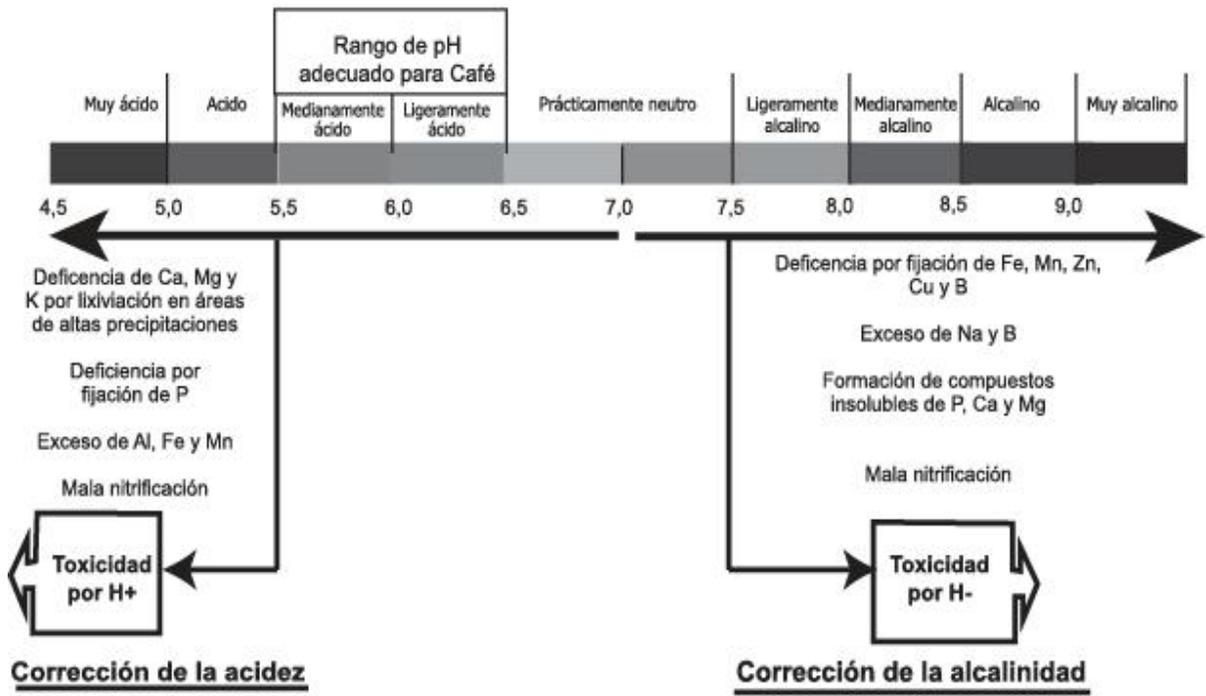 Rango de pH
adecuado para Café
Muy ácido
Acido
Medianamente
ácido
Ligeramente
ácido
Prácticamente neutro
Ligeramente
alcalino
Medianamente
alcalino
Alcalino
Muy alcalino
4,5 5,0 5,5 6,0 6,5 7,0 7,5 8,0 8,5 9,0
Deficencia de Ca, Mg y
K por lixiviación en áreas
de altas precipitaciones
Deficiencia por
fijación de P
Exceso de Al, Fe y Mn
Mala nitrificación
Toxicidad
por H+
Corrección de la acidez
Deficencia por fijación de Fe, Mn, Zn,
Cu y B
Exceso de Na y B
Formación de compuestos
insolubles de P, Ca y Mg
Mala nitrificación
Toxicidad
por H-
Corrección de la alcalinidad